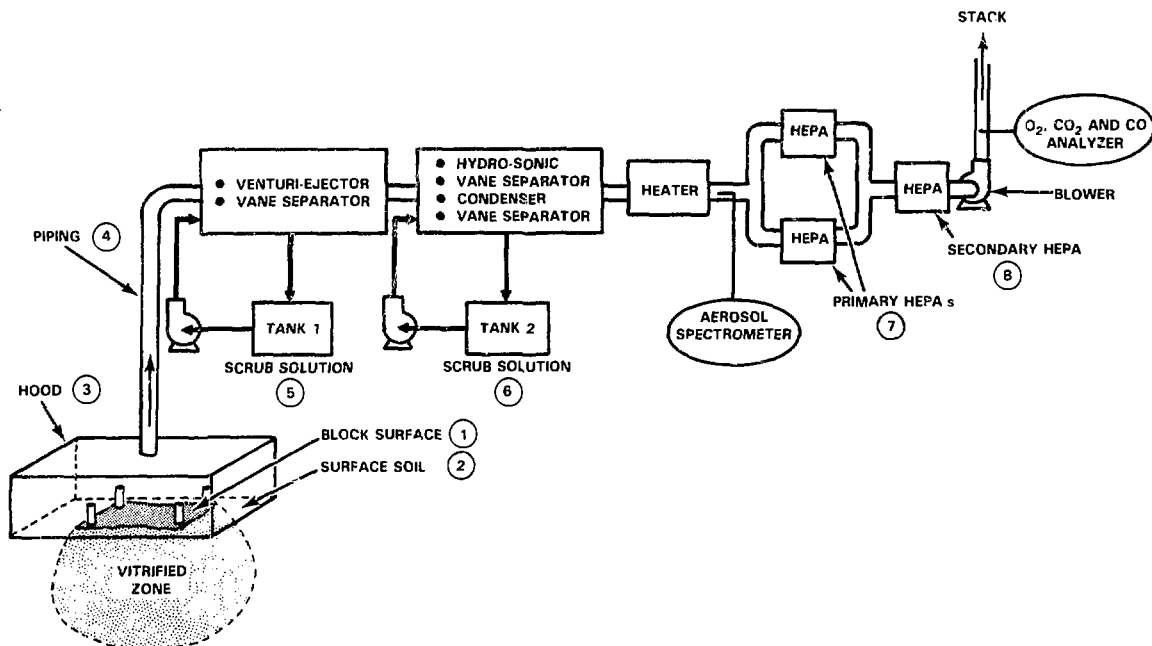 STACK
O₂, CO₂ AND CO
ANALYZER
HEPA
• VENTURI-EJECTOR
• VANE SEPARATOR
• HYDRO-SONIC
• VANE SEPARATOR
• CONDENSER
• VANE SEPARATOR
HEATER
HEPA
BLOWER
PIPING 4
HEPA
SECONDARY HEPA
8
PRIMARY HEPA s
7
TANK 1
TANK 2
AEROSOL
SPECTROMETER
SCRUB SOLUTION
5
SCRUB SOLUTION
6
HOOD 3
BLOCK SURFACE 1
SURFACE SOIL 2
VITRIFIED
ZONE